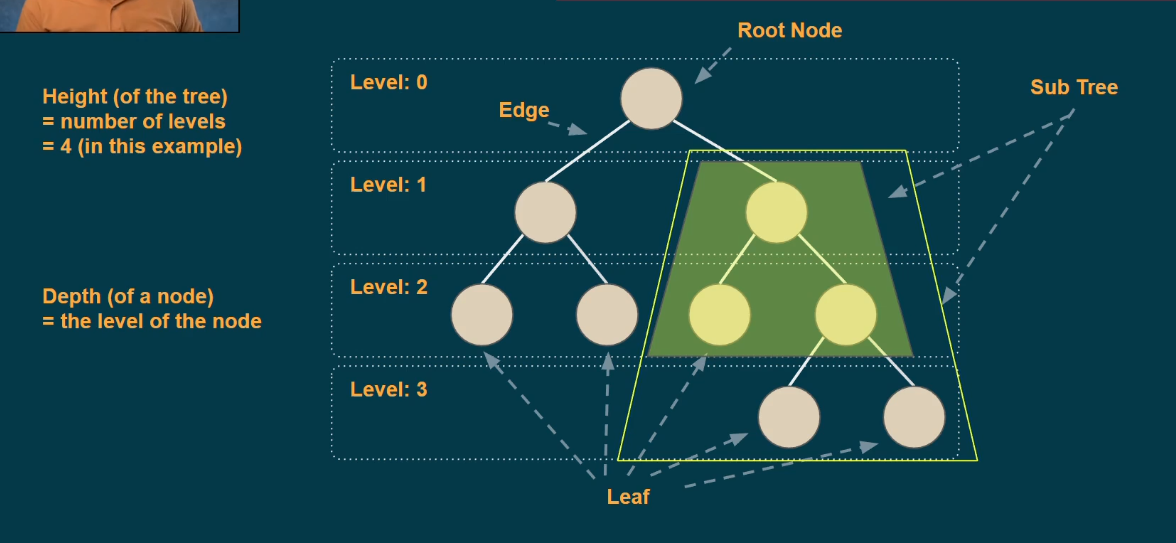 Root Node
Level: 0
Sub Tree
Height (of the tree)
= number of levels
= 4 (in this example)
Edge
Level: 1
Level: 2
Depth (of a node)
= the level of the node
Level: 3
Leaf